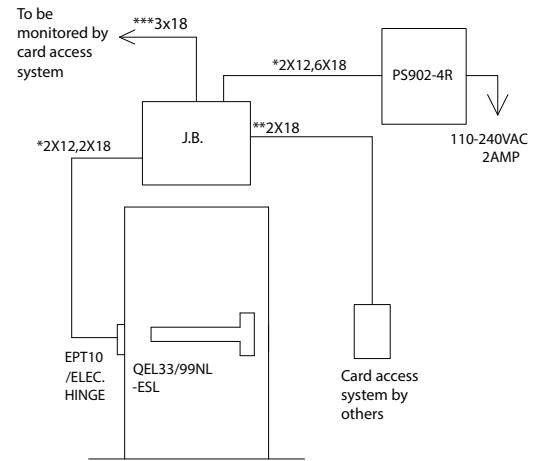 To be
monitored by
card access
system
***3x18
*2X12,6X18
PS902-4R
110-240VAC
2AMP
J.B.
**2X18
*2X12,2X18
EPT10
/ELEC.
HINGE
QEL33/99NL
-ESL
Card access
system by
others